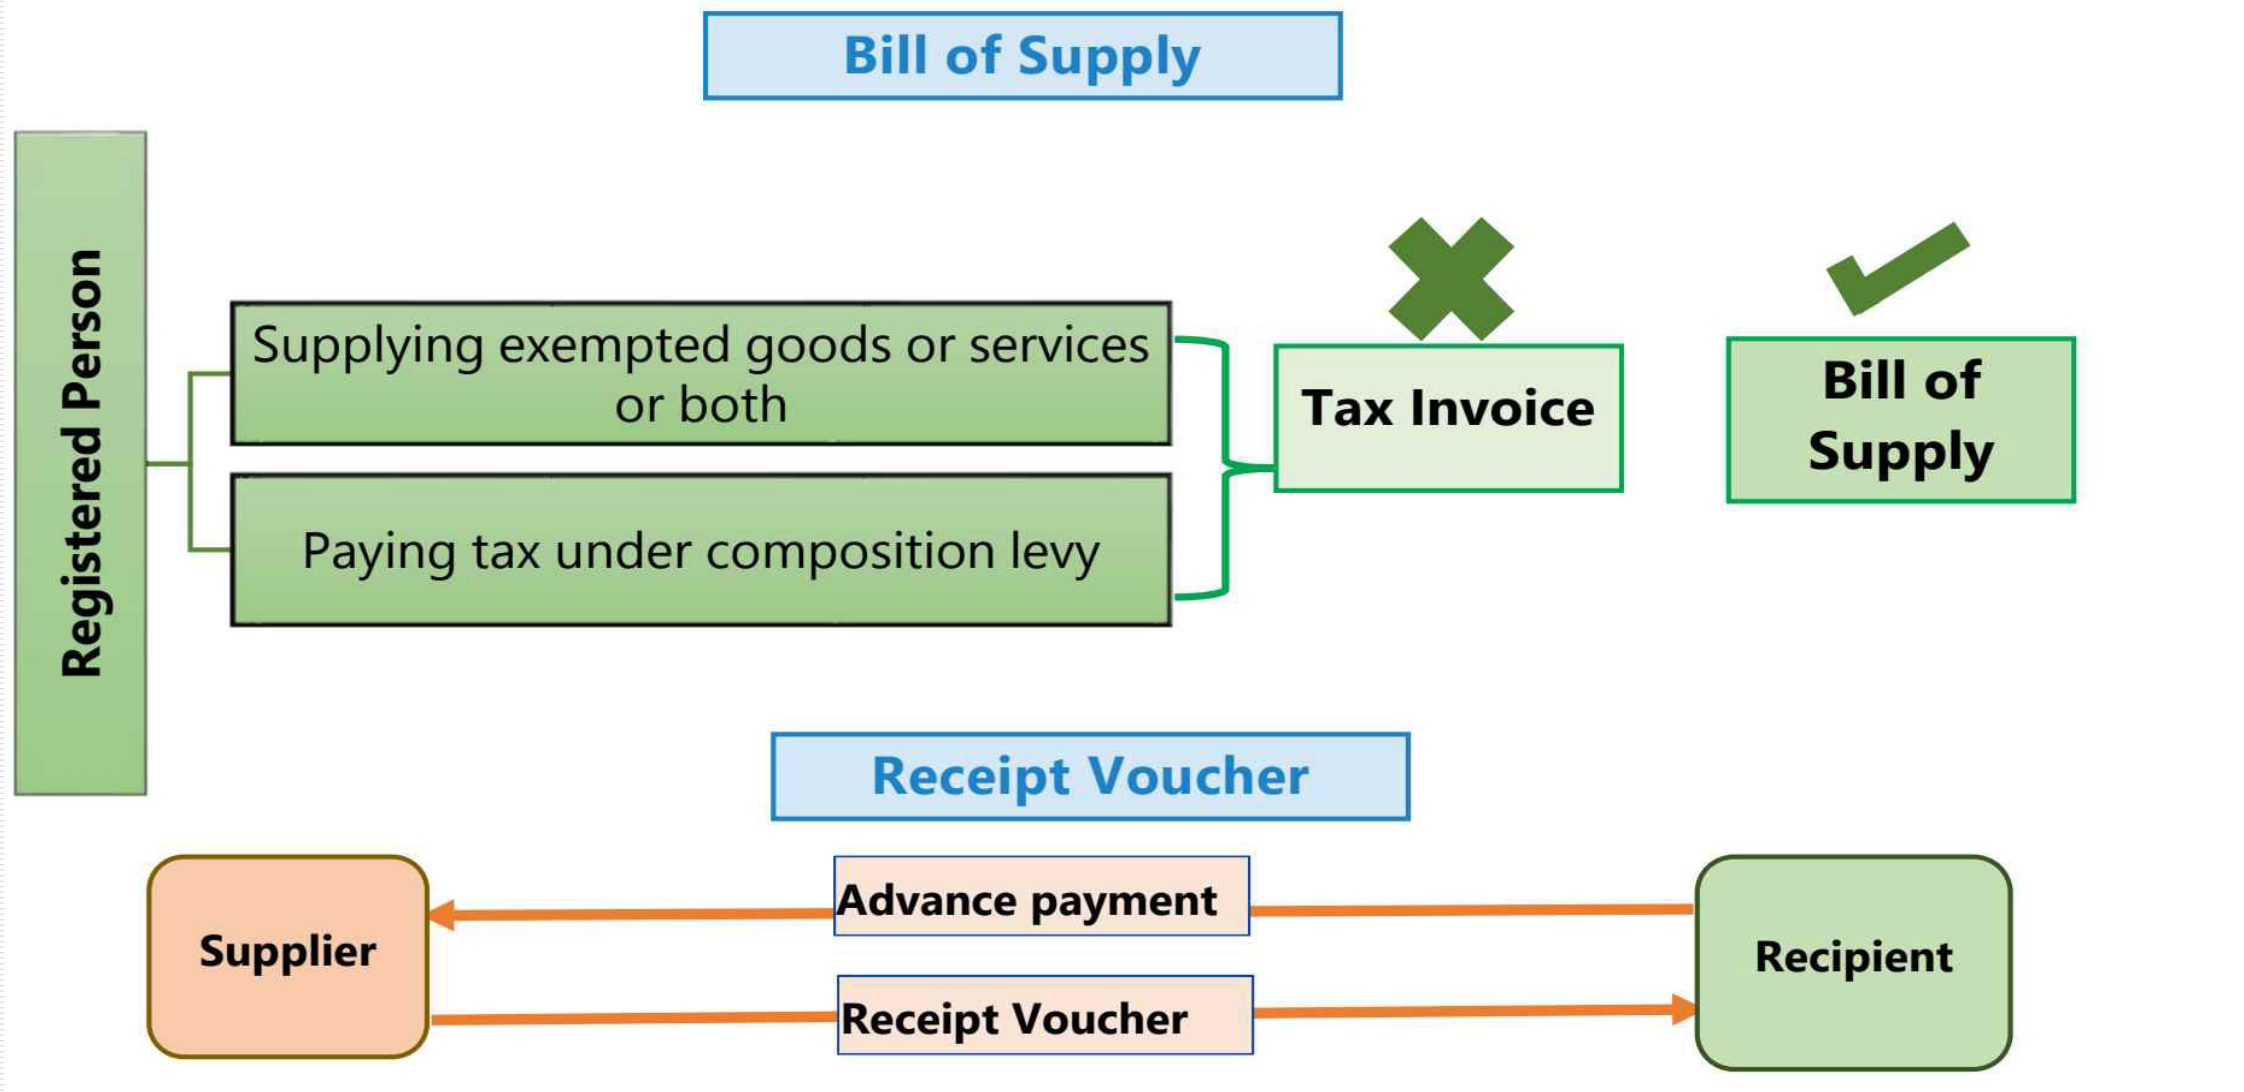 Bill of Supply
Registered Person
Supplying exempted goods or services
or both
Paying tax under composition levy
Tax Invoice
Bill of
Supply
Receipt Voucher
Supplier
Advance payment
Receipt Voucher
Recipient